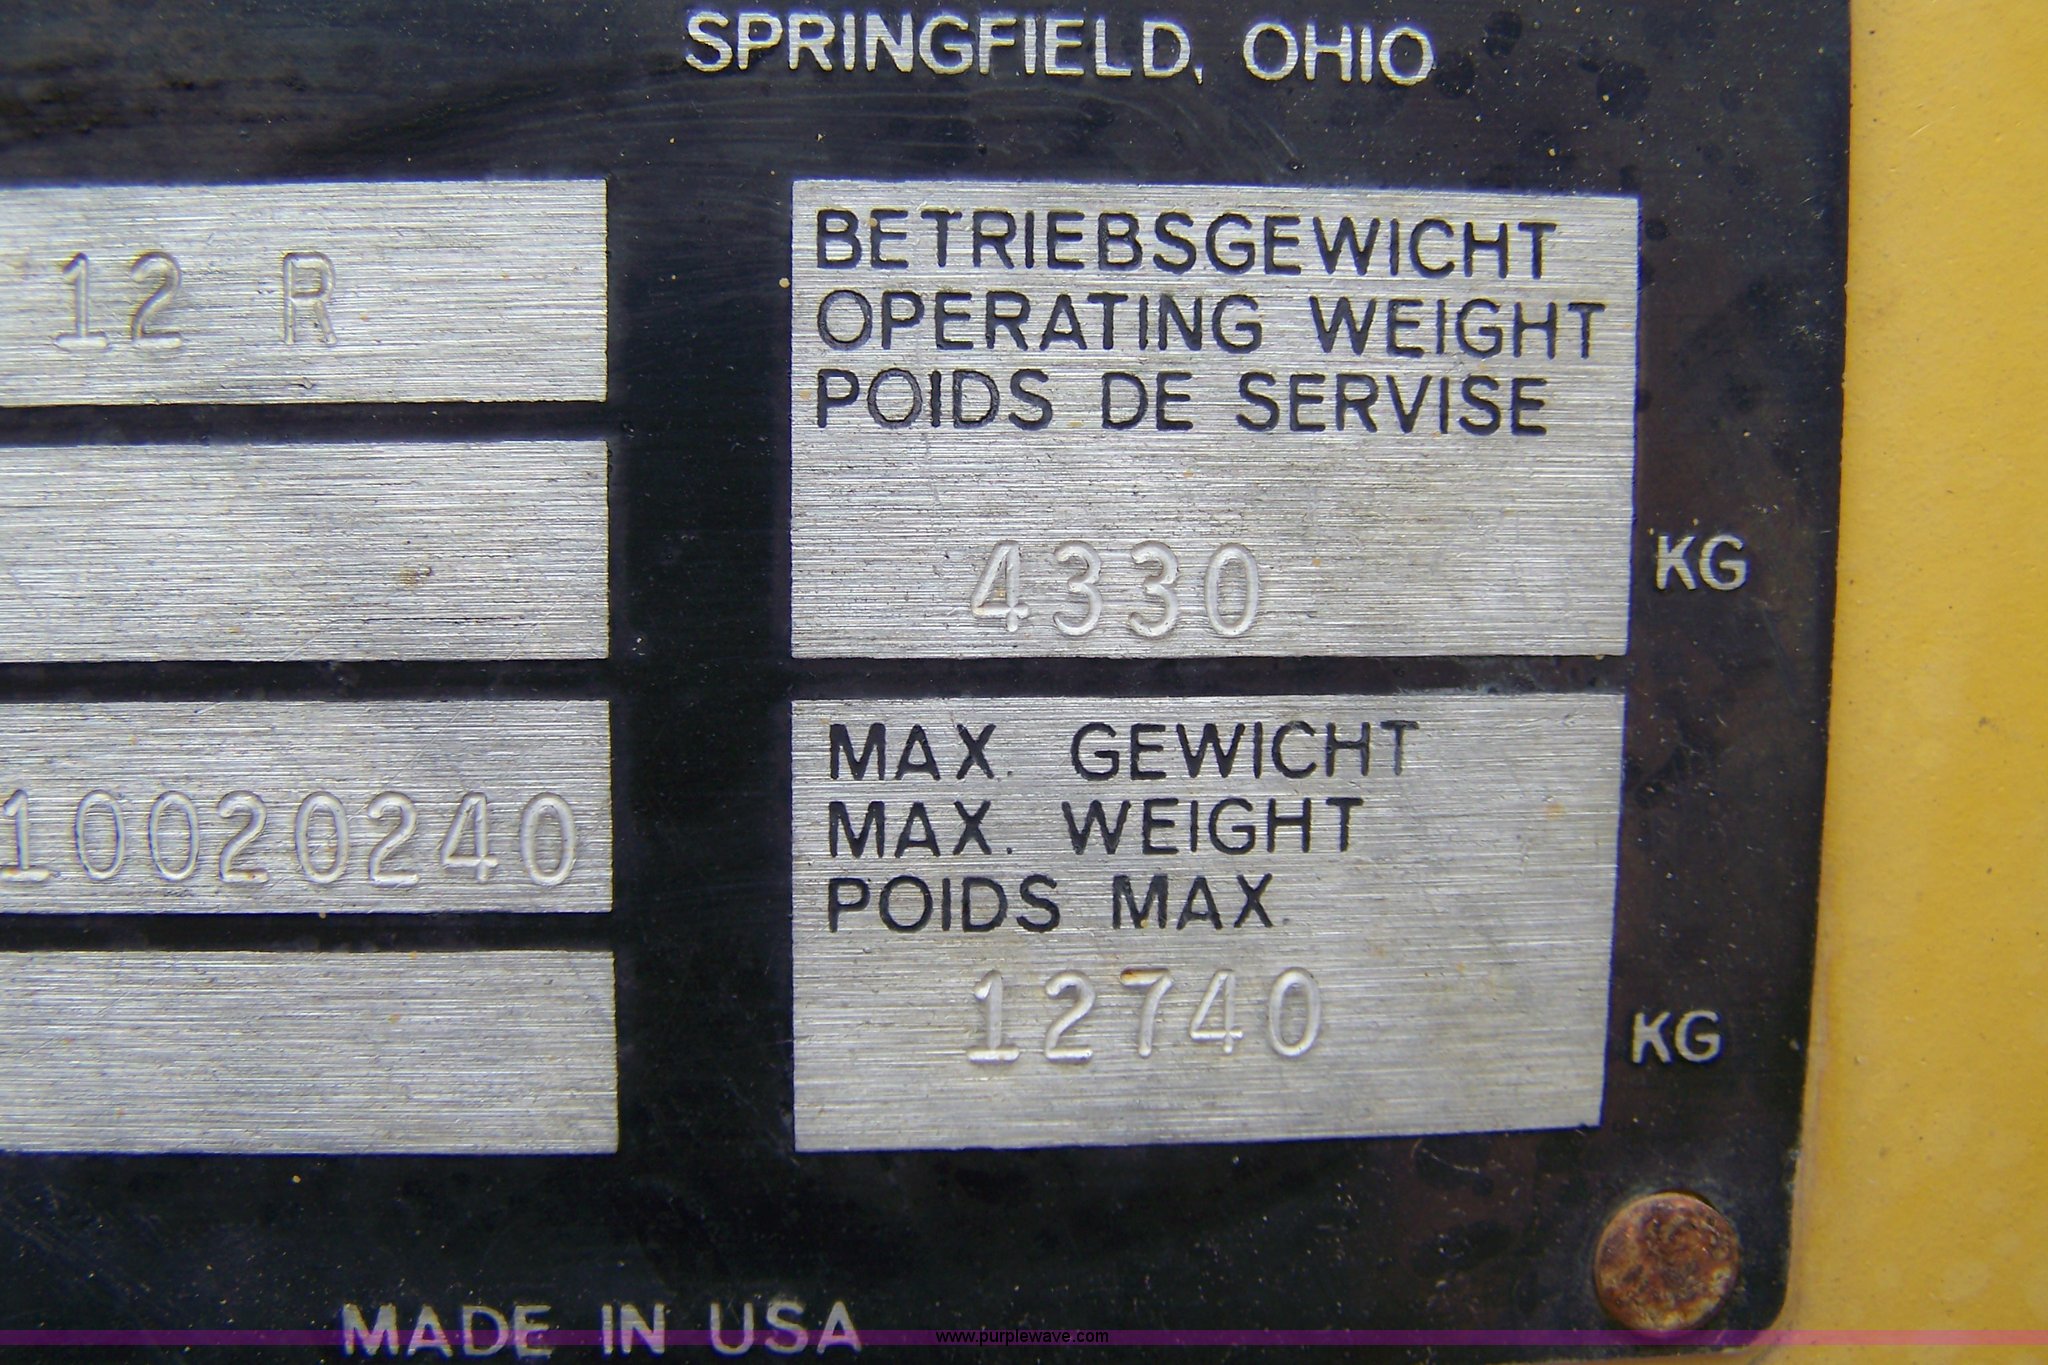 SPRINGFIELD, OHIO
12 R
10020240
BETRIEBSGEWICHT
OPERATING WEIGHT
POIDS DE SERVISE
4330 KG
MAX. GEWICHT
MAX. WEIGHT
POIDS MAX.
12740 KG
MADE IN USA
www.purplewave.com